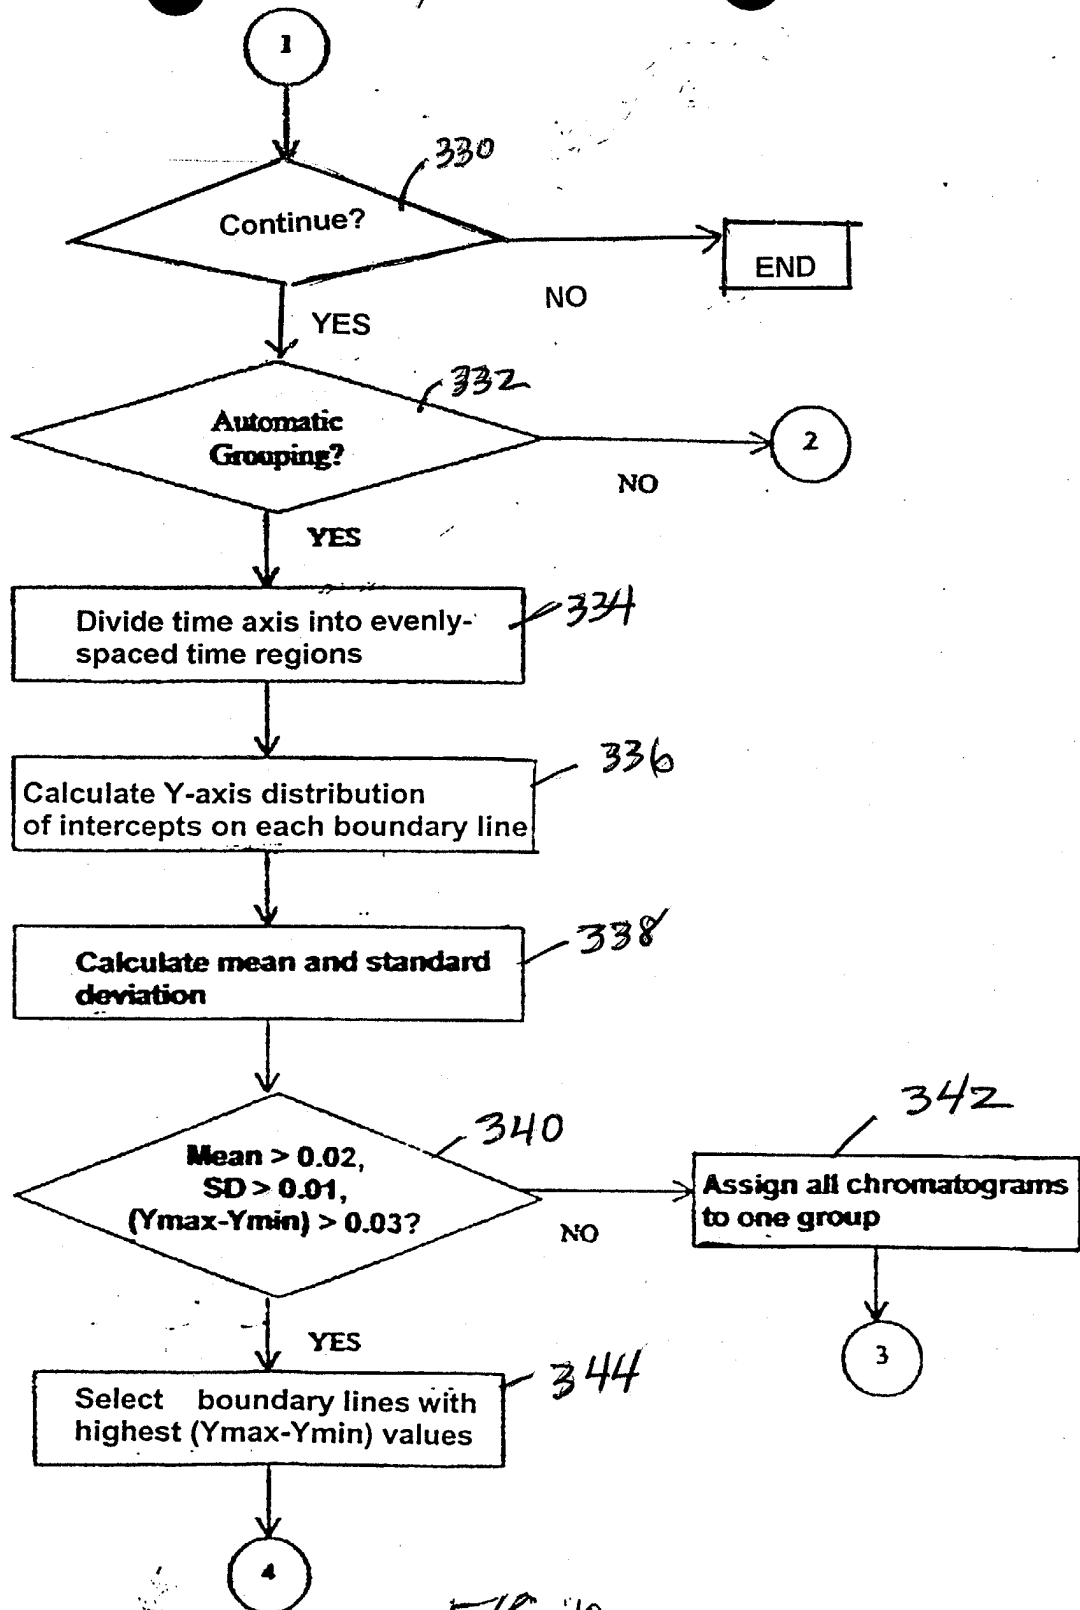 1
330
Continue?
END
NO
YES
332
Automatic
Grouping?
2
NO
YES
334
Divide time axis into evenly-
spaced time regions
336
Calculate Y-axis distribution
of intercepts on each boundary line
338
Calculate mean and standard
deviation
342
340
Mean > 0.02,
SD > 0.01,
(Ymax-Ymin) > 0.03?
Assign all chromatograms
to one group
NO
YES
3
344
Select boundary lines with
highest (Ymax-Ymin) values
4